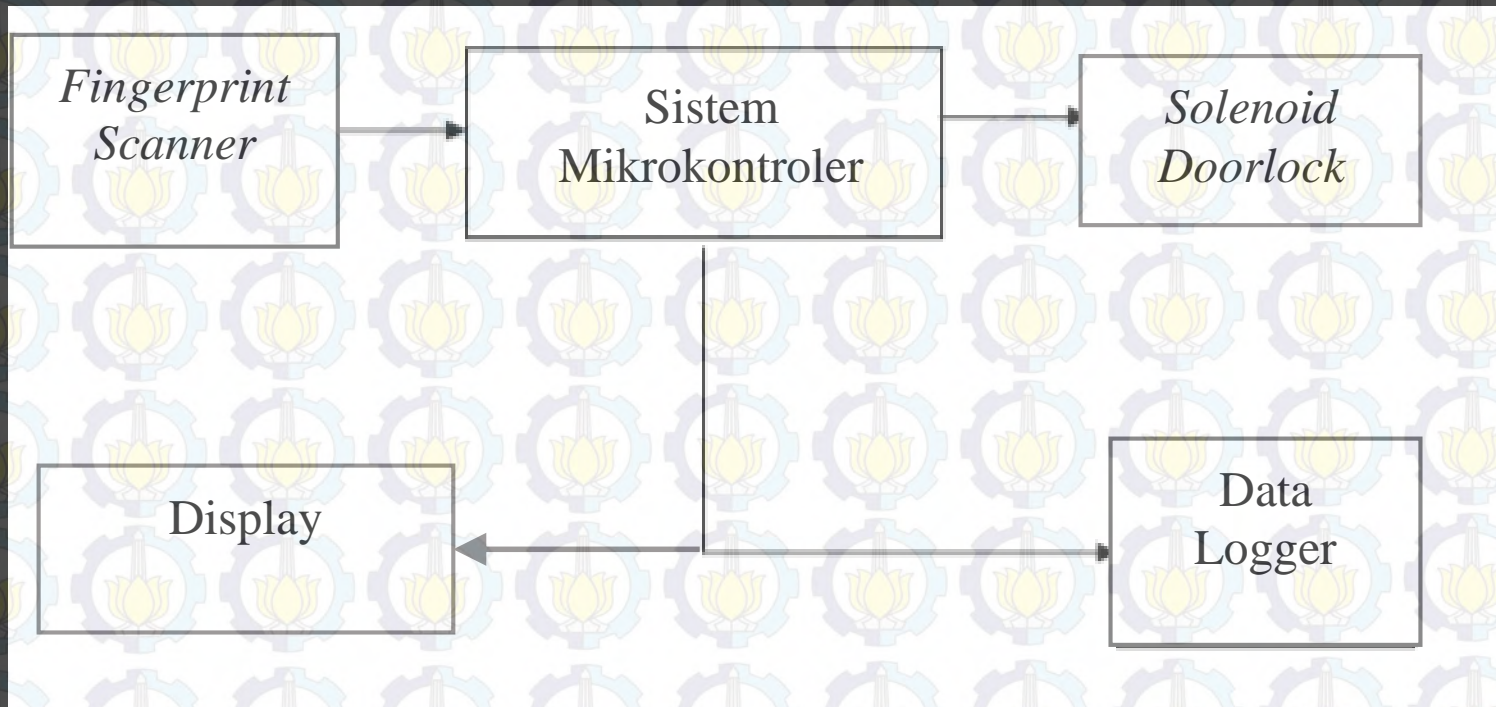 Fingerprint
Scanner
Sistem
Mikrokontroler
Solenoid
Doorlock
Display
Data
Logger